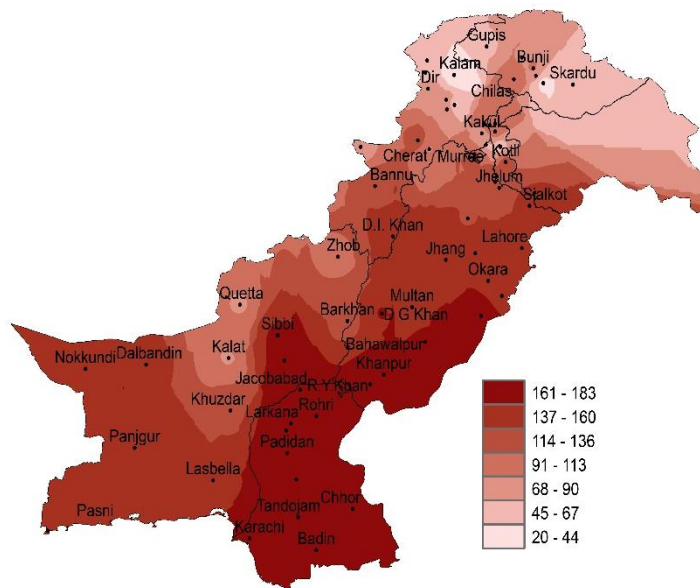 Gupis
Kalam
Bunji
Dir
Skardu
Chilas
Kakul
Cherat
Murree
Kotli
Bannu
Jhelum
Sialkot
D.I. Khan
Zhob
Jhang
Lahore
Okara
Quetta
Multan
Barkhan
D G Khan
Sibbi
Bahawalpur
Kalat
Dalbandin
Nokkundi
Khanpur
Jacobabad
R.Y.Khan
Khuzdar
Larkana
Rohri
Padidan
Panjgur
Lasbella
Pasni
Tandojam
Chhor
Karachi
Badin
161 - 183
137 - 160
114 - 136
91 - 113
68 - 90
45 - 67
20 - 44